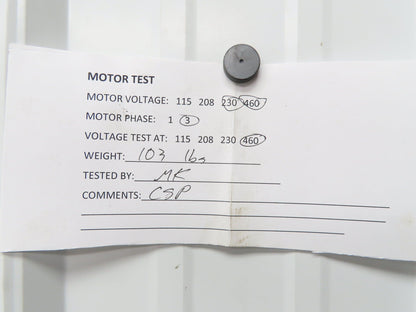 MOTOR TEST
MOTOR VOLTAGE: 115 208 230 460
MOTOR PHASE: 1 3
VOLTAGE TEST AT: 115 208 230 460
WEIGHT: 103 lbs
TESTED BY: MK
COMMENTS: CSP